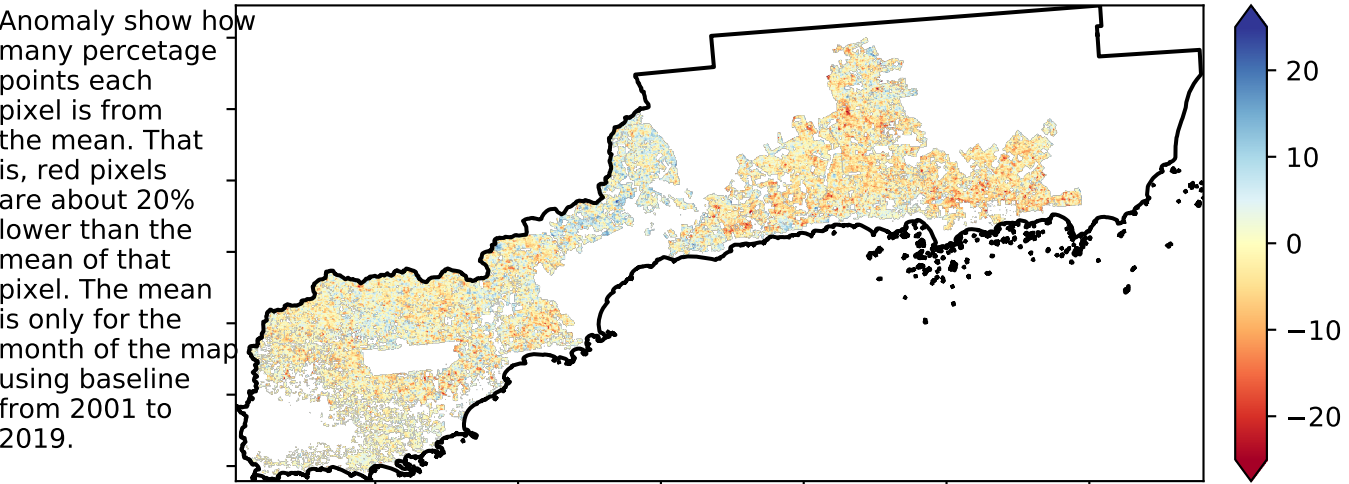 Anomaly show how
many percetage
points each
pixel is from
the mean. That
is, red pixels
are about 20%
lower than the
mean of that
pixel. The mean
is only for the
month of the map
using baseline
from 2001 to
2019.
20
10
0
−10
−20